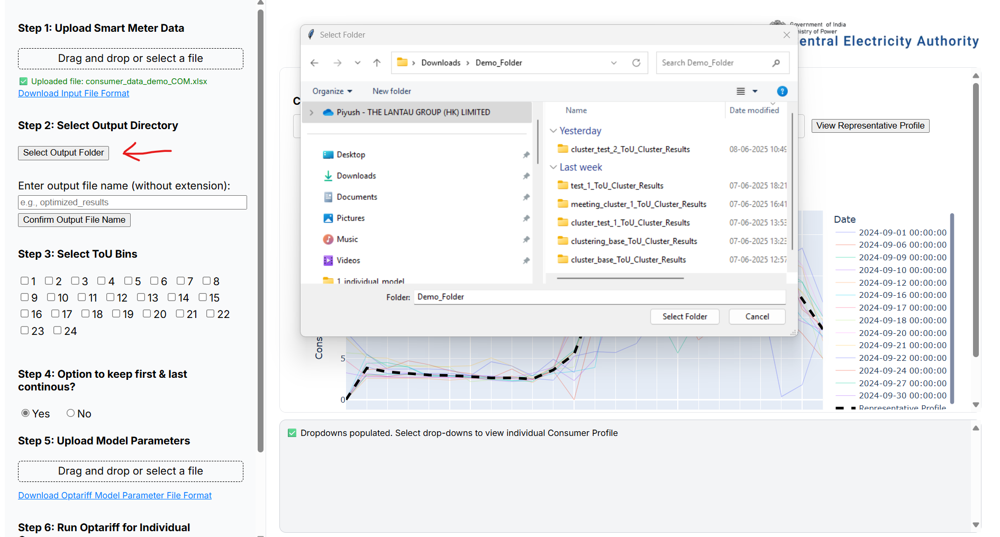 Step 1: Upload Smart Meter Data
Drag and drop or select a file
Uploaded file: consumer_data_demo_COM.xlsx
Download Input File Format
Step 2: Select Output Directory
Select Output Folder
Enter output file name (without extension):
e.g., optimized_results
Confirm Output File Name
Step 3: Select ToU Bins
1 2 3 4 5 6 7 8
9 10 11 12 13 14 15
16 17 18 19 20 21 22
23 24
Step 4: Option to keep first & last
continous?
Yes No
Step 5: Upload Model Parameters
Drag and drop or select a file
Download Optariff Model Parameter File Format
Step 6: Run Optariff for Individual
Government of India
istry of Power
entral Electricity Authority
C
View Representative Profile
Select Folder
Downloads > Demo_Folder
Search Demo_Folder
Organize
New folder
?
Piyush - THE LANTAU GROUP (HK) LIMITED
Desktop
Downloads
Documents
Pictures
Music
Videos
1_individual_model
Name Date modified
Yesterday
cluster_test_2_ToU_Cluster_Results 08-06-2025 10:49
Last week
test_1_ToU_Cluster_Results 07-06-2025 18:21
meeting_cluster_1_ToU_Cluster_Results 07-06-2025 16:41
cluster_test_1_ToU_Cluster_Results 07-06-2025 13:53
clustering_base_ToU_Cluster_Results 07-06-2025 13:23
cluster_base_ToU_Cluster_Results 07-06-2025 12:57
Folder: Demo_Folder
Select Folder
Cancel
Cons
5
0
Date
2024-09-01 00:00:00
2024-09-06 00:00:00
2024-09-09 00:00:00
2024-09-10 00:00:00
2024-09-12 00:00:00
2024-09-16 00:00:00
2024-09-17 00:00:00
2024-09-18 00:00:00
2024-09-20 00:00:00
2024-09-21 00:00:00
2024-09-22 00:00:00
2024-09-24 00:00:00
2024-09-27 00:00:00
2024-09-30 00:00:00
Representative Profile
Dropdowns populated. Select drop-downs to view individual Consumer Profile